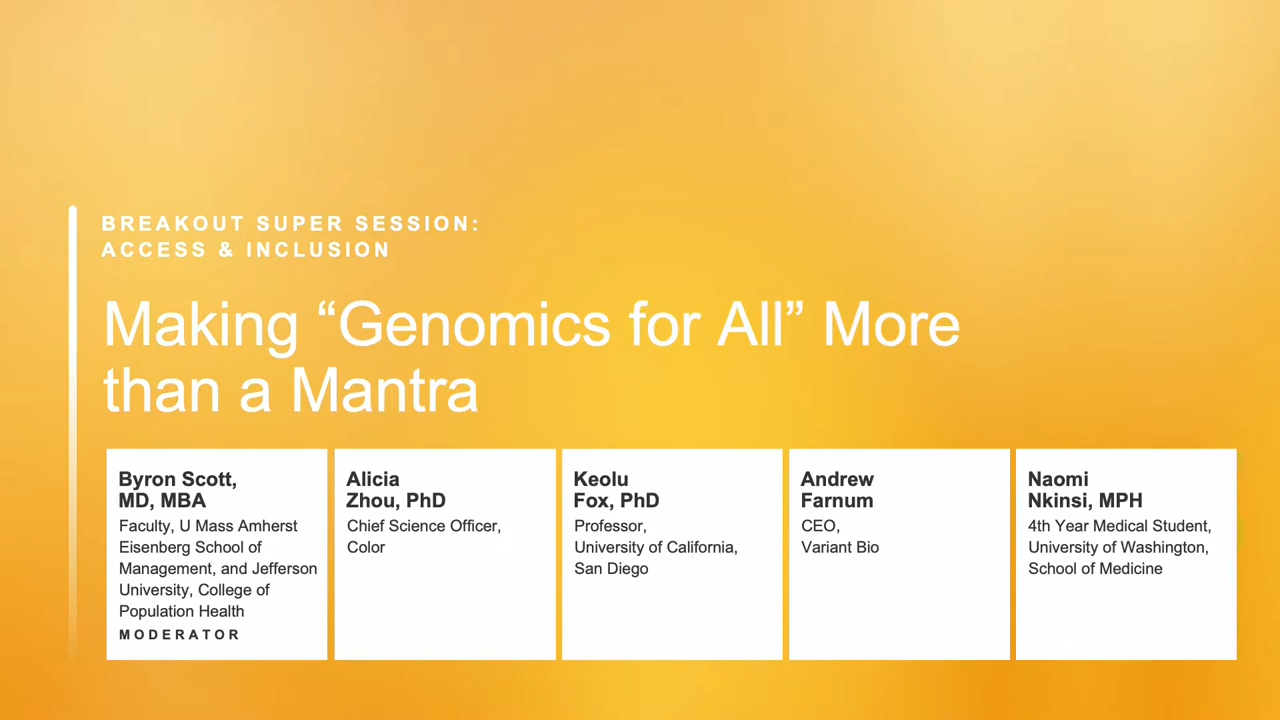 BREAKOUT SUPER SESSION:
ACCESS & INCLUSION
Making “Genomics for All” More
than a Mantra
Byron Scott,
MD, MBA
Faculty, U Mass Amherst
Eisenberg School of
Management, and Jefferson
University, College of
Population Health
MODERATOR
Alicia
Zhou, PhD
Chief Science Officer,
Color
Keolu
Fox, PhD
Professor,
University of California,
San Diego
Andrew
Farnum
CEO,
Variant Bio
Naomi
Nkinsi, MPH
4th Year Medical Student,
University of Washington,
School of Medicine